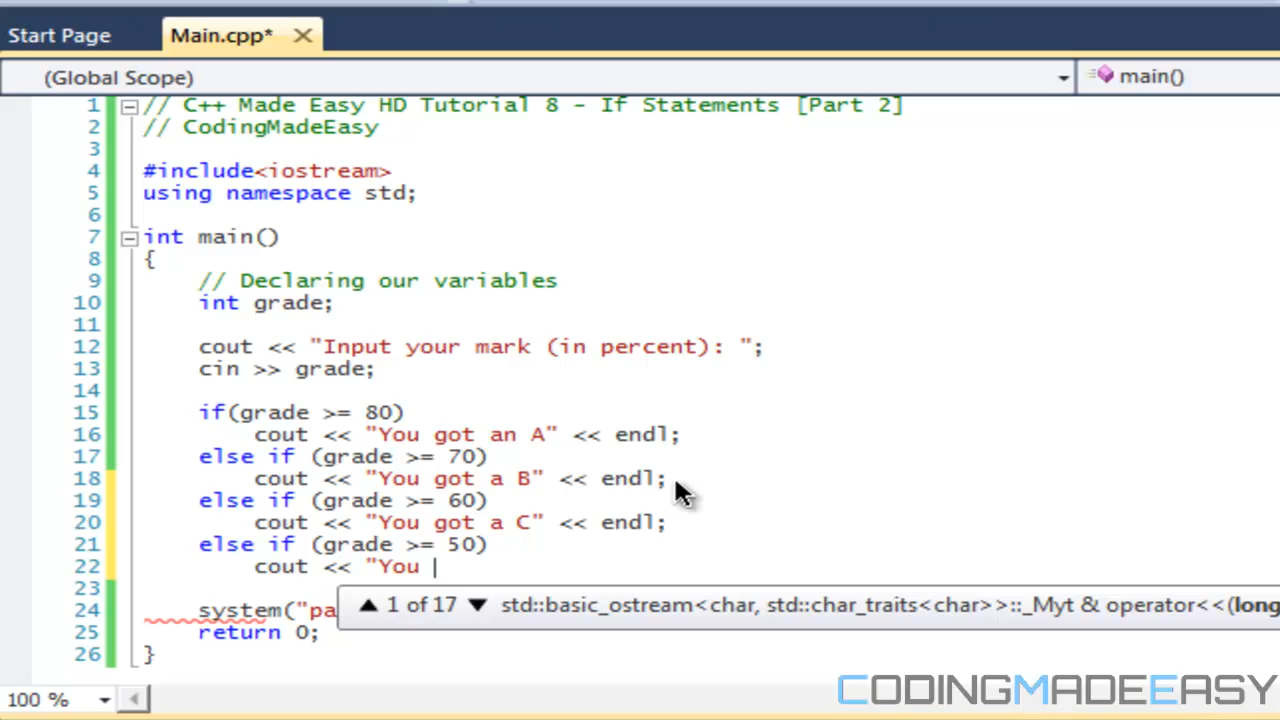 Start Page Main.cpp*
(Global Scope) main()
1 // C++ Made Easy HD Tutorial 8 - If Statements [Part 2]
2 // CodingMadeEasy
3
4 #include<iostream>
5 using namespace std;
6
7 int main()
8 {
9 // Declaring our variables
10 int grade;
11
12 cout << "Input your mark (in percent): ";
13 cin >> grade;
14
15 if(grade >= 80)
16 cout << "You got an A" << endl;
17 else if (grade >= 70)
18 cout << "You got a B" << endl;
19 else if (grade >= 60)
20 cout << "You got a C" << endl;
21 else if (grade >= 50)
22 cout << "You
23
1 of 17 std::basic_ostream<char, std::char_traits<char>>::_Myt & operator<<(long
24 system("pa
25 return 0;
26 }
100 %
CODINGMADEEASY